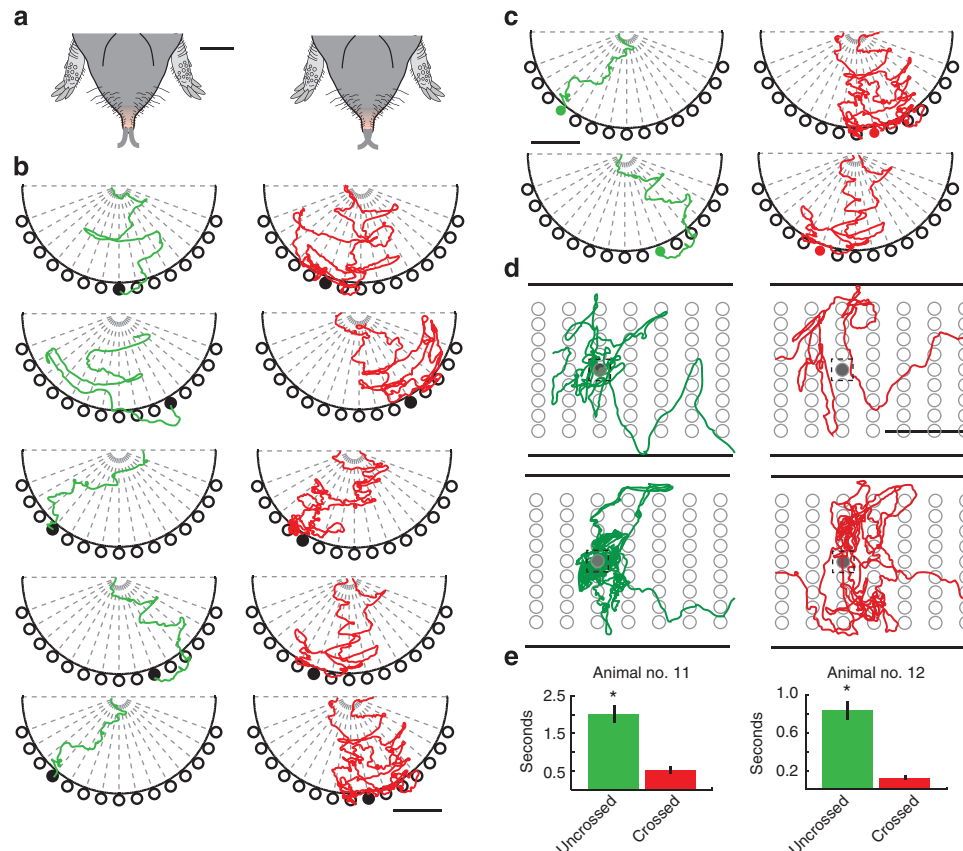 a
b
c
d
e
Animal no. 11
Seconds
2.5
1.5
0.5
*
Uncrossed
Crossed
Animal no. 12
Seconds
1.0
0.6
0.2
*
Uncrossed
Crossed